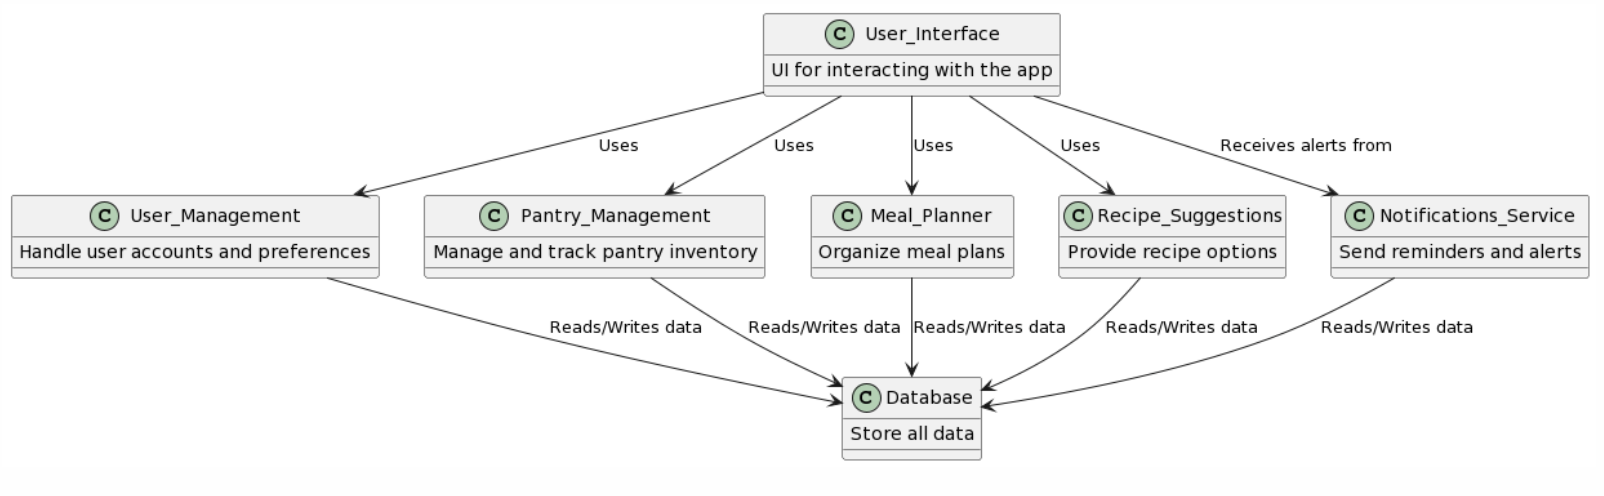 C User_Interface
UI for interacting with the app
Uses
Uses
Uses
Uses
Receives alerts from
C User_Management
Handle user accounts and preferences
C Pantry_Management
Manage and track pantry inventory
C Meal_Planner
Organize meal plans
C Recipe_Suggestions
Provide recipe options
C Notifications_Service
Send reminders and alerts
Reads/Writes data
Reads/Writes data
Reads/Writes data
Reads/Writes data
Reads/Writes data
C Database
Store all data